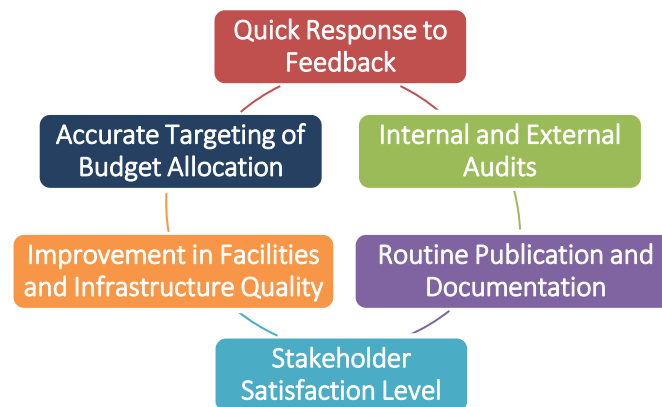 Quick Response to
Feedback
Accurate Targeting of
Budget Allocation
Internal and External
Audits
Improvement in Facilities
and Infrastructure Quality
Routine Publication and
Documentation
Stakeholder
Satisfaction Level